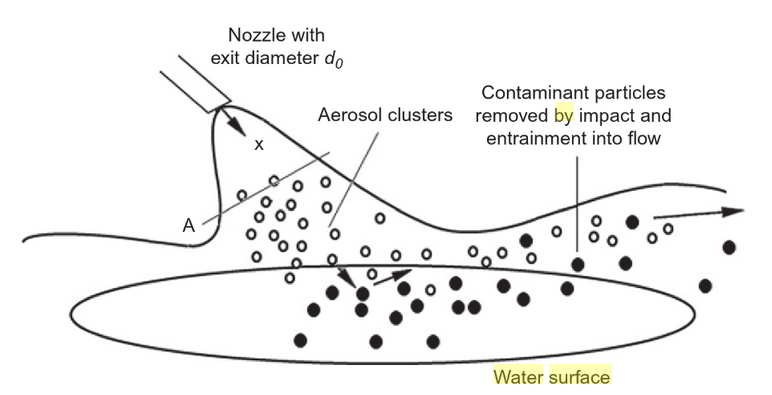 Nozzle with
exit diameter d0
Contaminant particles
removed by impact and
entrainment into flow
Aerosol clusters
x
A
Water surface